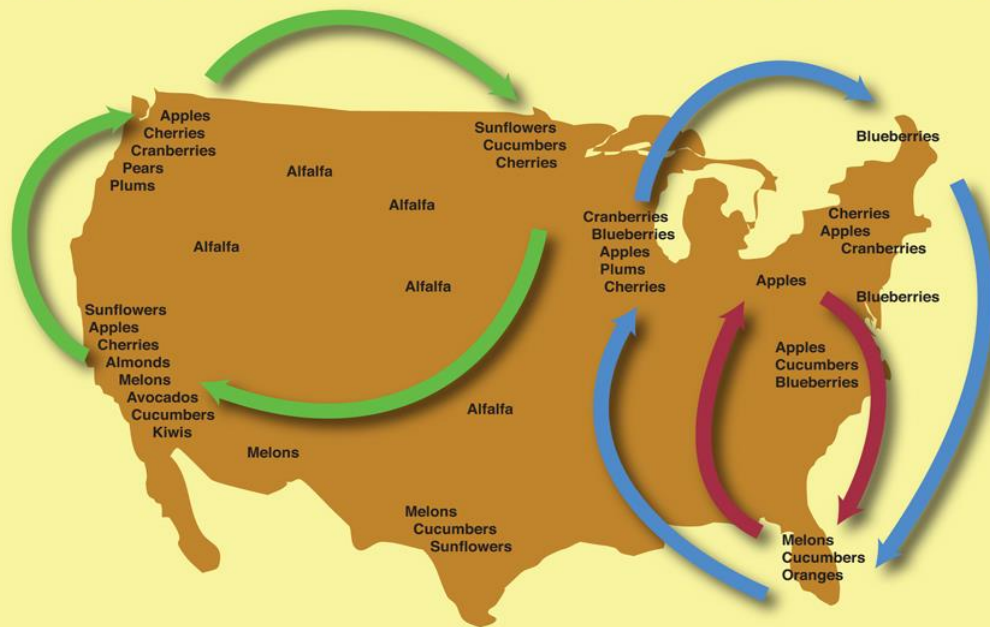 Apples
Cherries
Cranberries
Pears
Plums
Alfalfa
Alfalfa
Alfalfa
Alfalfa
Sunflowers
Cucumbers
Cherries
Sunflowers
Apples
Cherries
Almonds
Melons
Avocados
Cucumbers
Kiwis
Melons
Alfalfa
Melons
Cucumbers
Sunflowers
Cranberries
Blueberries
Apples
Plums
Cherries
Blueberries
Cherries
Apples
Cranberries
Apples
Blueberries
Apples
Cucumbers
Blueberries
Melons
Cucumbers
Oranges